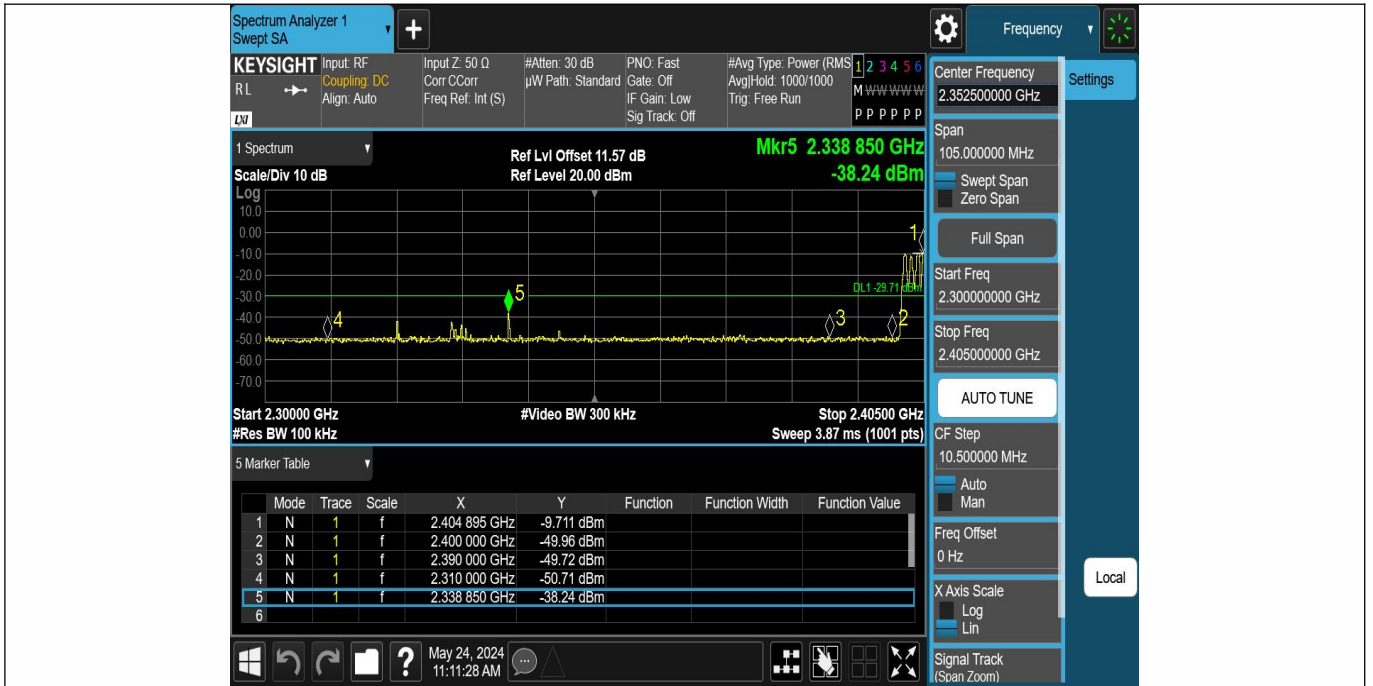 Spectrum Analyzer 1
Swept SA
+
Frequency
KEYSIGHT
RL
LXI
Input: RF
Coupling: DC
Align: Auto
Input Z: 50 Ω
Corr CCorr
Freq Ref: Int (S)
#Atten: 30 dB
µW Path: Standard
PNO: Fast
Gate: Off
IF Gain: Low
Sig Track: Off
#Avg Type: Power (RMS
Avg|Hold: 1000/1000
Trig: Free Run
1 2 3 4 5 6
M W W W W W
P P P P P P
1 Spectrum
Scale/Div 10 dB
Ref Lvl Offset 11.57 dB
Ref Level 20.00 dBm
Mkr5 2.338 850 GHz
-38.24 dBm
Log
10.0
0.00
-10.0
-20.0
-30.0
-40.0
-50.0
-60.0
-70.0
1
DL1 -29.71 dBm
5
4
3
2
Start 2.30000 GHz
#Video BW 300 kHz
Stop 2.40500 GHz
#Res BW 100 kHz
Sweep 3.87 ms (1001 pts)
5 Marker Table
Mode Trace Scale X Y Function Function Width Function Value
1 N 1 f 2.404 895 GHz -9.711 dBm
2 N 1 f 2.400 000 GHz -49.96 dBm
3 N 1 f 2.390 000 GHz -49.72 dBm
4 N 1 f 2.310 000 GHz -50.71 dBm
5 N 1 f 2.338 850 GHz -38.24 dBm
6
?
May 24, 2024
11:11:28 AM
Center Frequency
2.352500000 GHz
Settings
Span
105.000000 MHz
Swept Span
Zero Span
Full Span
Start Freq
2.300000000 GHz
Stop Freq
2.405000000 GHz
AUTO TUNE
CF Step
10.500000 MHz
Auto
Man
Freq Offset
0 Hz
Local
X Axis Scale
Log
Lin
Signal Track
(Span Zoom)